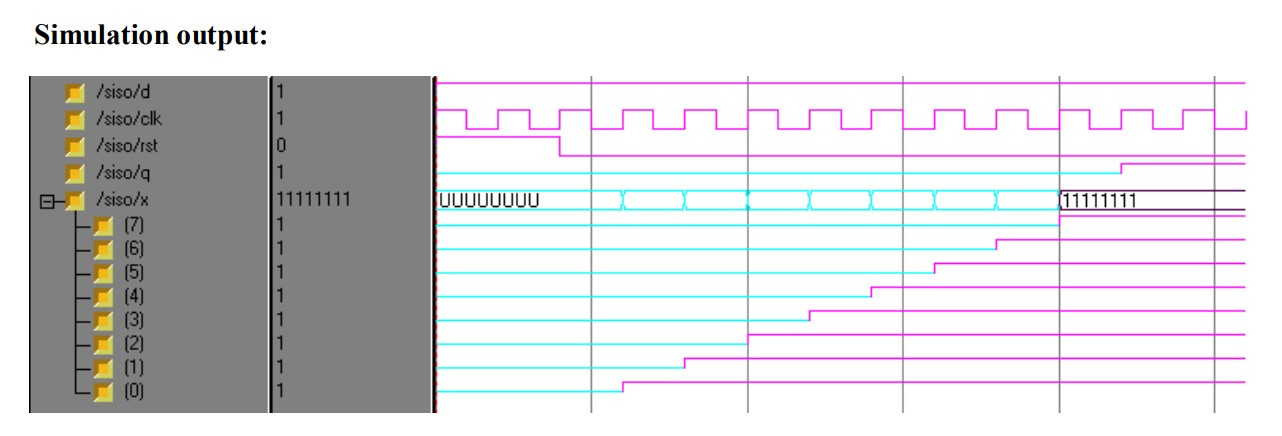 Simulation output:
/siso/d 1
/siso/clk 1
/siso/rst 0
/siso/q 1
/siso/x 11111111 UUUUUUUU 11111111
(7) 1
(6) 1
(5) 1
(4) 1
(3) 1
(2) 1
(1) 1
(0) 1